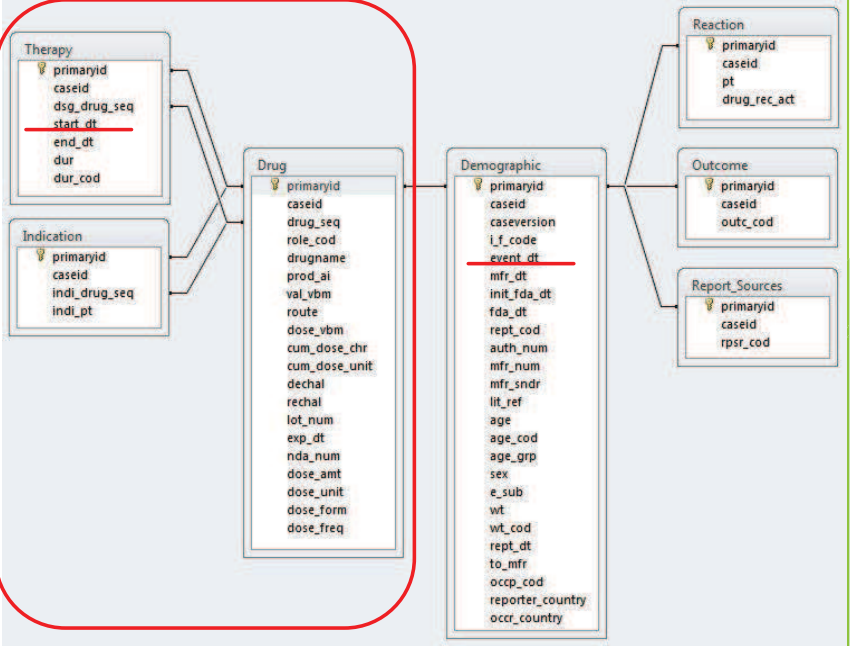 Therapy
primaryid
caseid
dsg_drug_seq
start_dt
end_dt
dur
dur_cod
Indication
primaryid
caseid
indi_drug_seq
indi_pt
Drug
primaryid
caseid
drug_seq
role_cod
drugname
prod_ai
val_vbm
route
dose_vbm
cum_dose_chr
cum_dose_unit
dechal
rechal
lot_num
exp_dt
nda_num
dose_amt
dose_unit
dose_form
dose_freq
Demographic
primaryid
caseid
caseversion
i_f_code
event_dt
mfr_dt
init_fda_dt
fda_dt
rept_cod
auth_num
mfr_num
mfr_sndr
lit_ref
age
age_cod
age_grp
sex
e_sub
wt
wt_cod
rept_dt
to_mfr
occp_cod
reporter_country
occr_country
Reaction
primaryid
caseid
pt
drug_rec_act
Outcome
primaryid
caseid
outc_cod
Report_Sources
primaryid
caseid
rpsr_cod